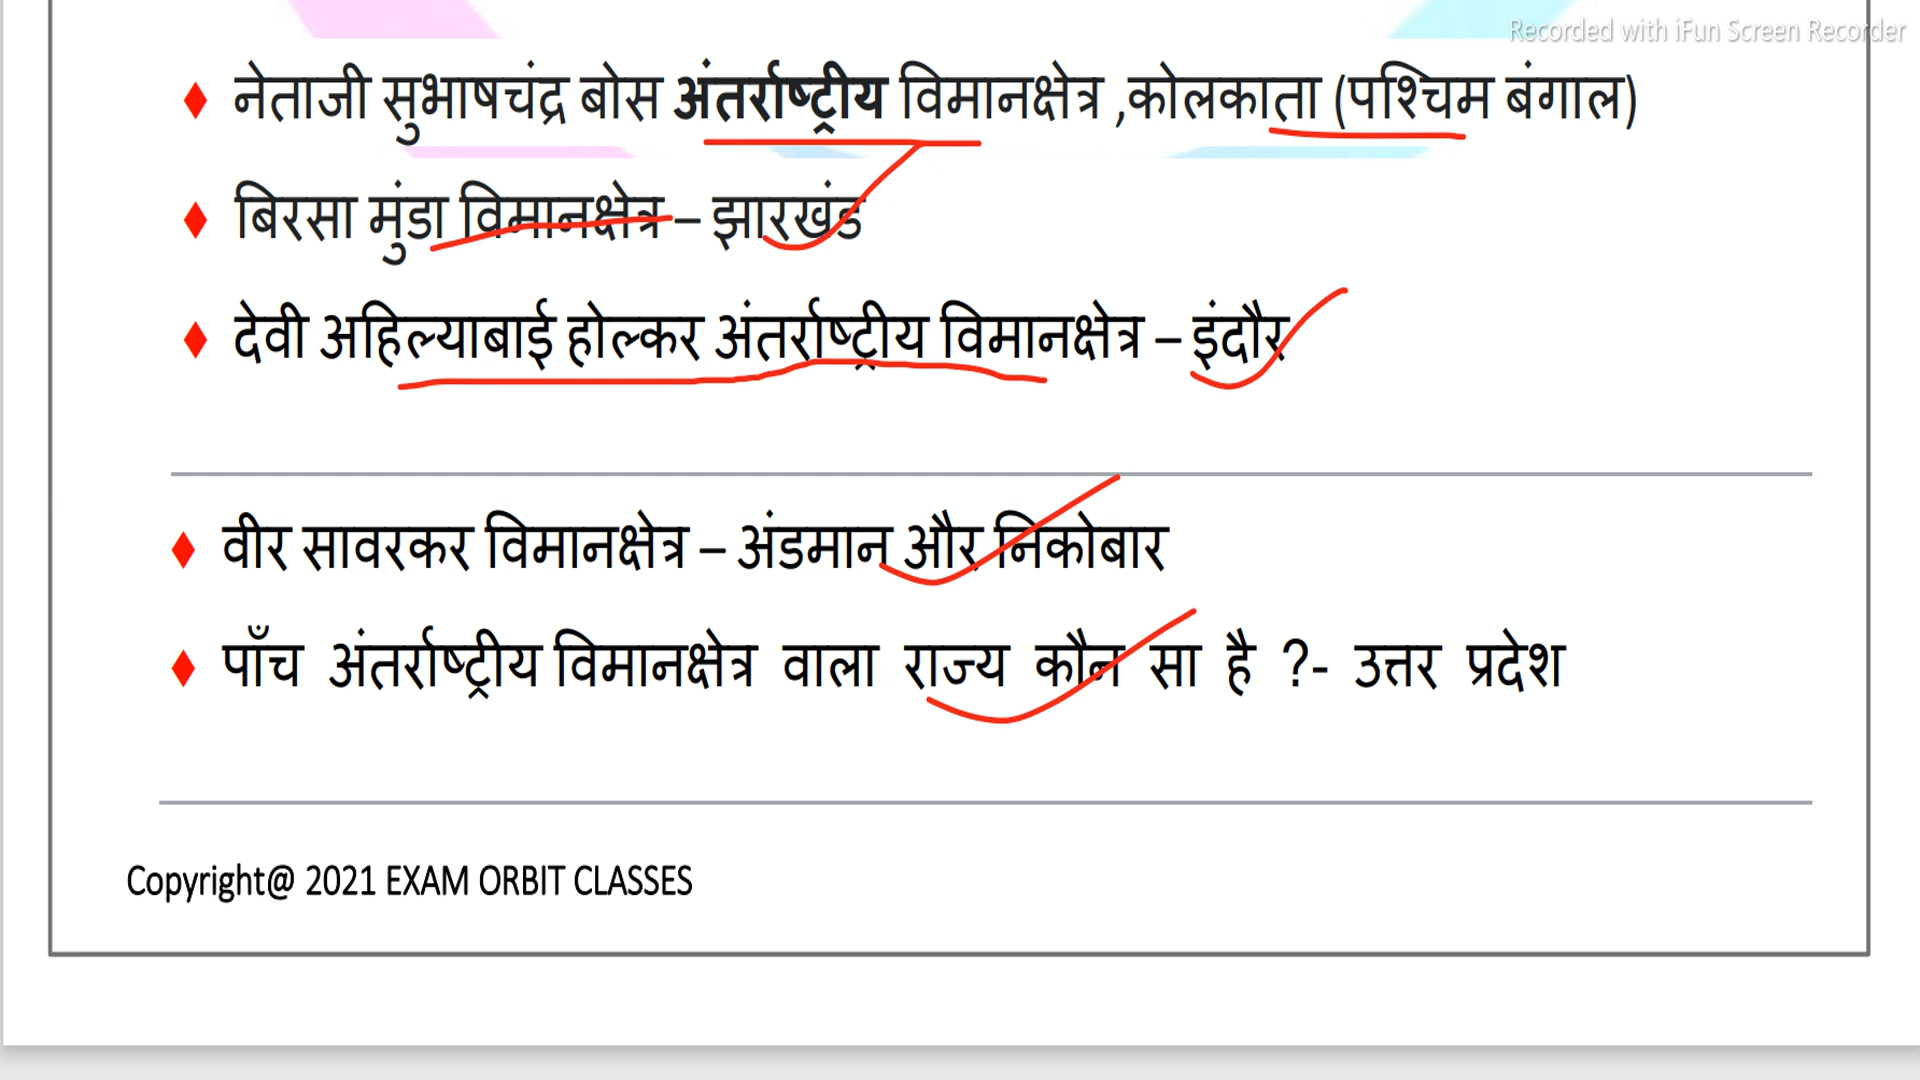 Recorded with iFun Screen Recorder
नेताजी सुभाषचंद्र बोस अंतर्राष्ट्रीय विमानक्षेत्र ,कोलकाता (पश्चिम बंगाल)
बिरसा मुंडा विमानक्षेत्र – झारखंड
देवी अहिल्याबाई होल्कर अंतर्राष्ट्रीय विमानक्षेत्र – इंदौर
वीर सावरकर विमानक्षेत्र – अंडमान और निकोबार
पाँच अंतर्राष्ट्रीय विमानक्षेत्र वाला राज्य कौन सा है ?- उत्तर प्रदेश
Copyright@ 2021 EXAM ORBIT CLASSES